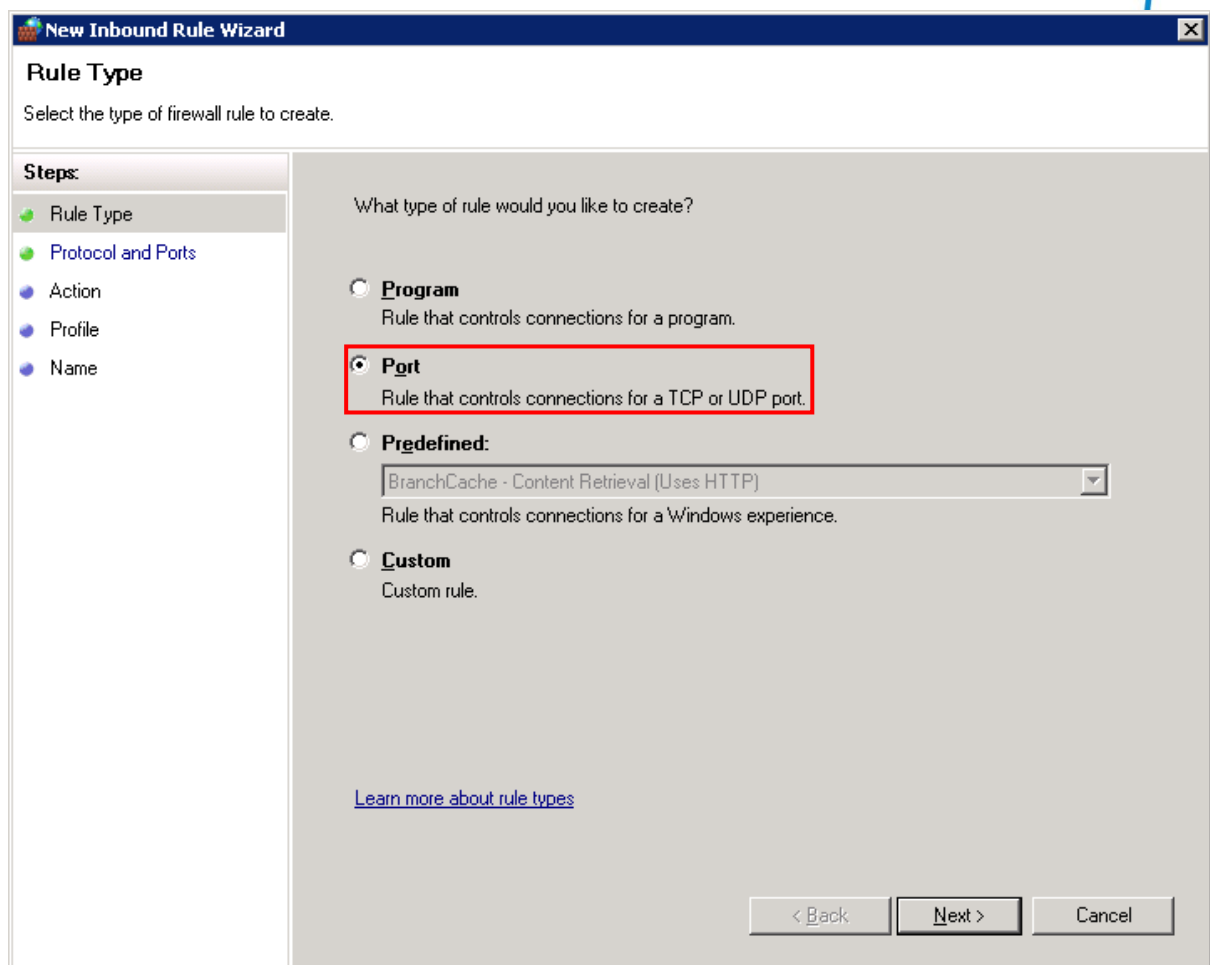 New Inbound Rule Wizard
Rule Type
Select the type of firewall rule to create.
Steps:
Rule Type
Protocol and Ports
Action
Profile
Name
What type of rule would you like to create?
Program
Rule that controls connections for a program.
Port
Rule that controls connections for a TCP or UDP port.
Predefined:
BranchCache - Content Retrieval (Uses HTTP)
Rule that controls connections for a Windows experience.
Custom
Custom rule.
Learn more about rule types
< Back Next > Cancel